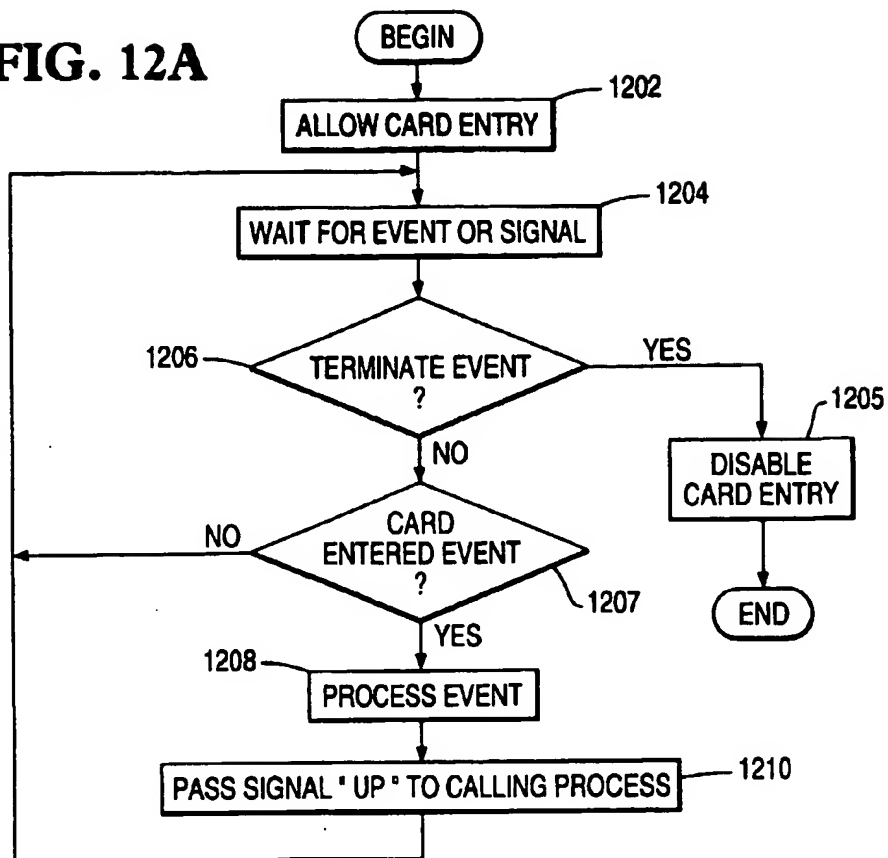 FIG. 12A
BEGIN
1202
ALLOW CARD ENTRY
1204
WAIT FOR EVENT OR SIGNAL
1206
TERMINATE EVENT
?
YES
1205
DISABLE
CARD ENTRY
NO
CARD
ENTERED EVENT
?
NO
1207
END
YES
1208
PROCESS EVENT
PASS SIGNAL "UP" TO CALLING PROCESS
1210